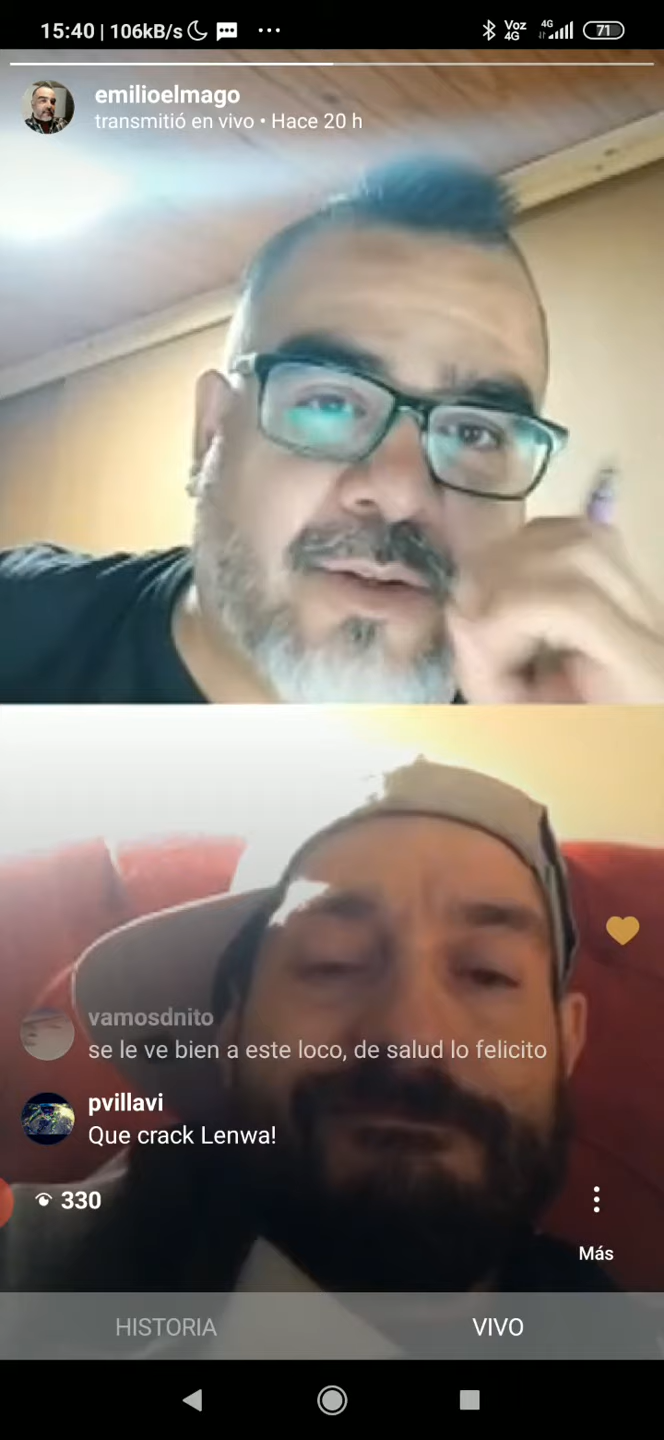 15:40 | 106kB/s
Voz 4G 4G 71
emilioelmago
transmitió en vivo • Hace 20 h
vamosdnito
se le ve bien a este loco, de salud lo felicito
pvillavi
Que crack Lenwa!
330
Más
HISTORIA VIVO